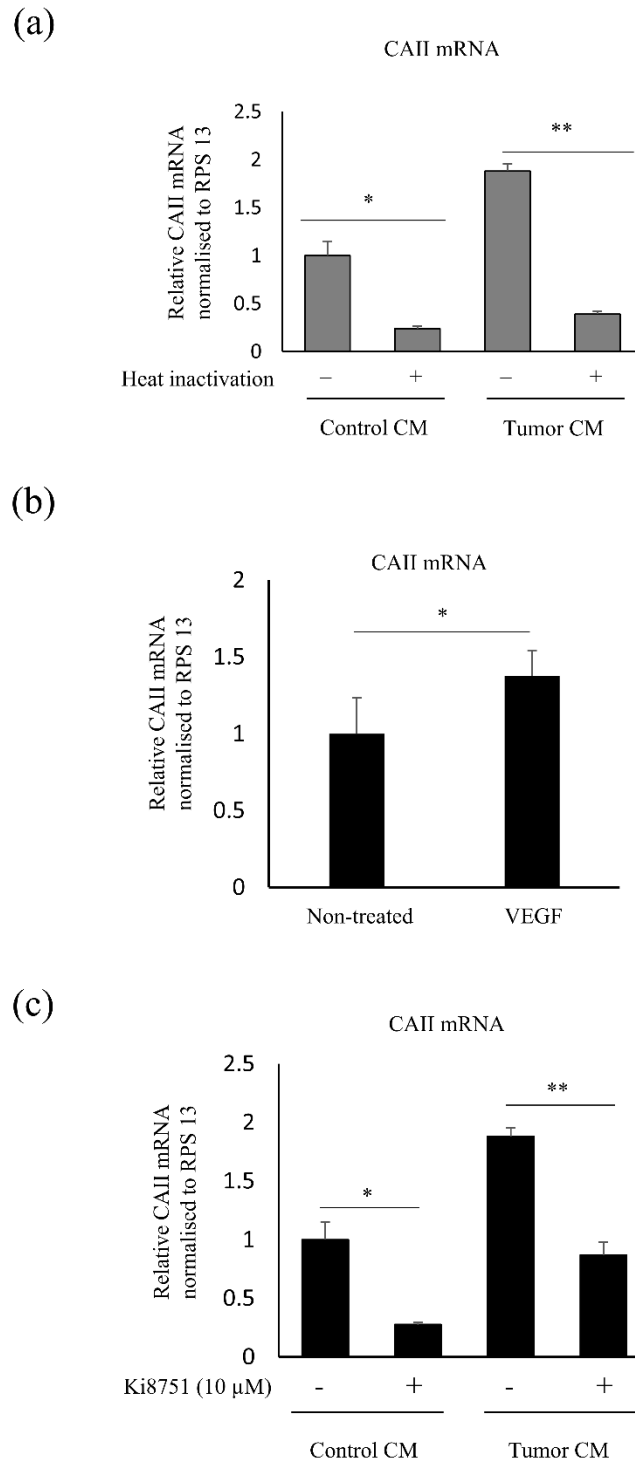 (a)
CAII mRNA
Relative CAII mRNA
normalised to RPS 13
2.5
2
1.5
1
0.5
0
*
**
Heat inactivation – + – +
Control CM Tumor CM
(b)
CAII mRNA
Relative CAII mRNA
normalised to RPS 13
2
1.5
1
0.5
0
*
Non-treated VEGF
(c)
CAII mRNA
Relative CAII mRNA
normalised to RPS 13
2.5
2
1.5
1
0.5
0
*
**
Ki8751 (10 µM) - + - +
Control CM Tumor CM